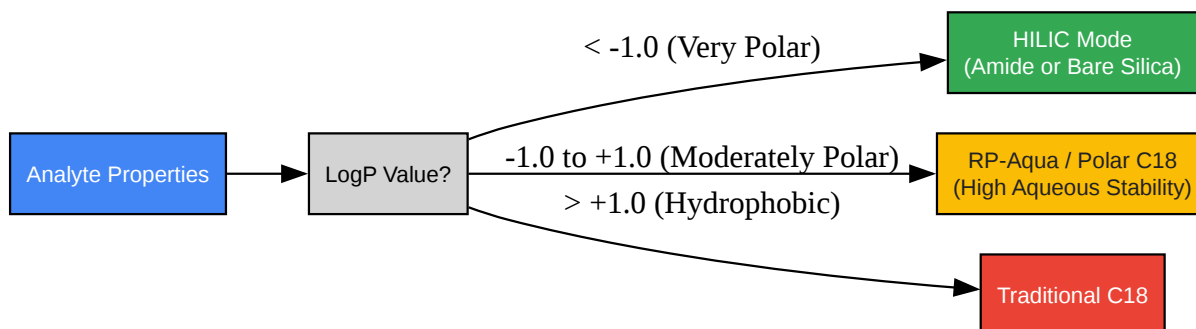 < -1.0 (Very Polar)
HILIC Mode
(Amide or Bare Silica)
Analyte Properties
LogP Value?
-1.0 to +1.0 (Moderately Polar)
RP-Aqua / Polar C18
(High Aqueous Stability)
> +1.0 (Hydrophobic)
Traditional C18